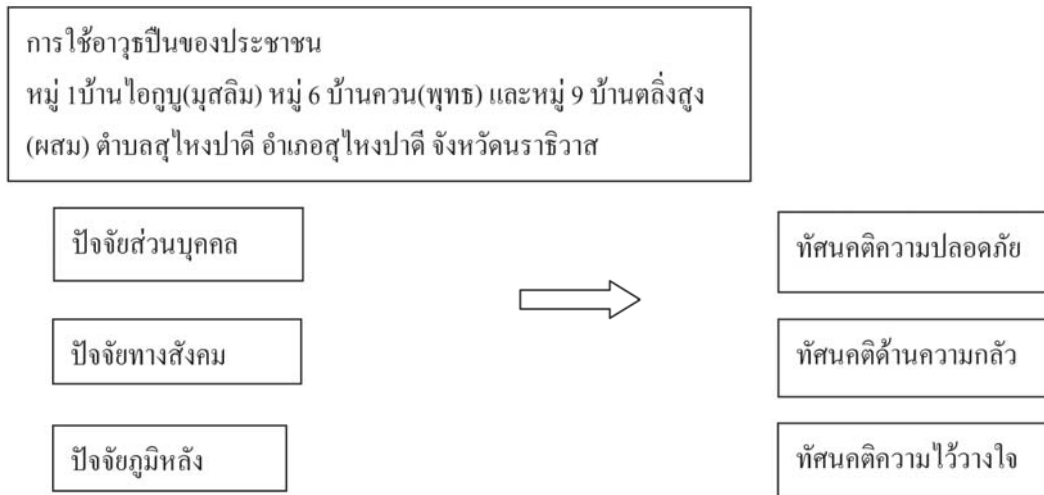 การใช้อาวุธปืนของประชาชน
หมู่ 1บ้านไอกูบู(มุสลิม) หมู่ 6 บ้านควน(พุทธ) และหมู่ 9 บ้านตลิ่งสูง
(ผสม) ตำบลสุไหงปาดี อำเภอสุไหงปาดี จังหวัดนราธิวาส
ปัจจัยส่วนบุคคล
ทัศนคติความปลอดภัย
ปัจจัยทางสังคม
ทัศนคติด้านความกลัว
ปัจจัยภูมิหลัง
ทัศนคติความไว้วางใจ